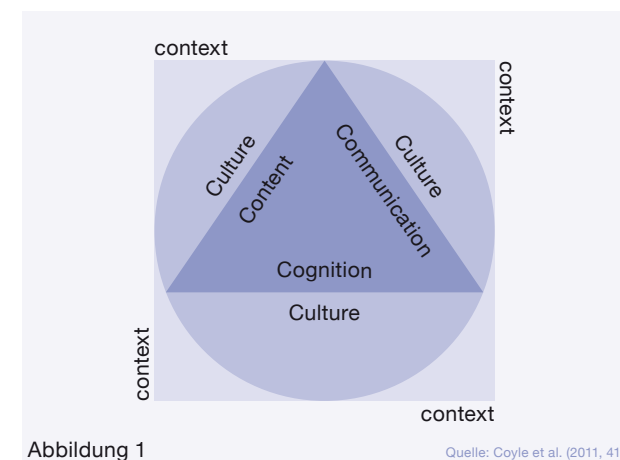 context
context
Culture
Content
Communication
Culture
Cognition
Culture
context
context
Abbildung 1
Quelle: Coyle et al. (2011, 41